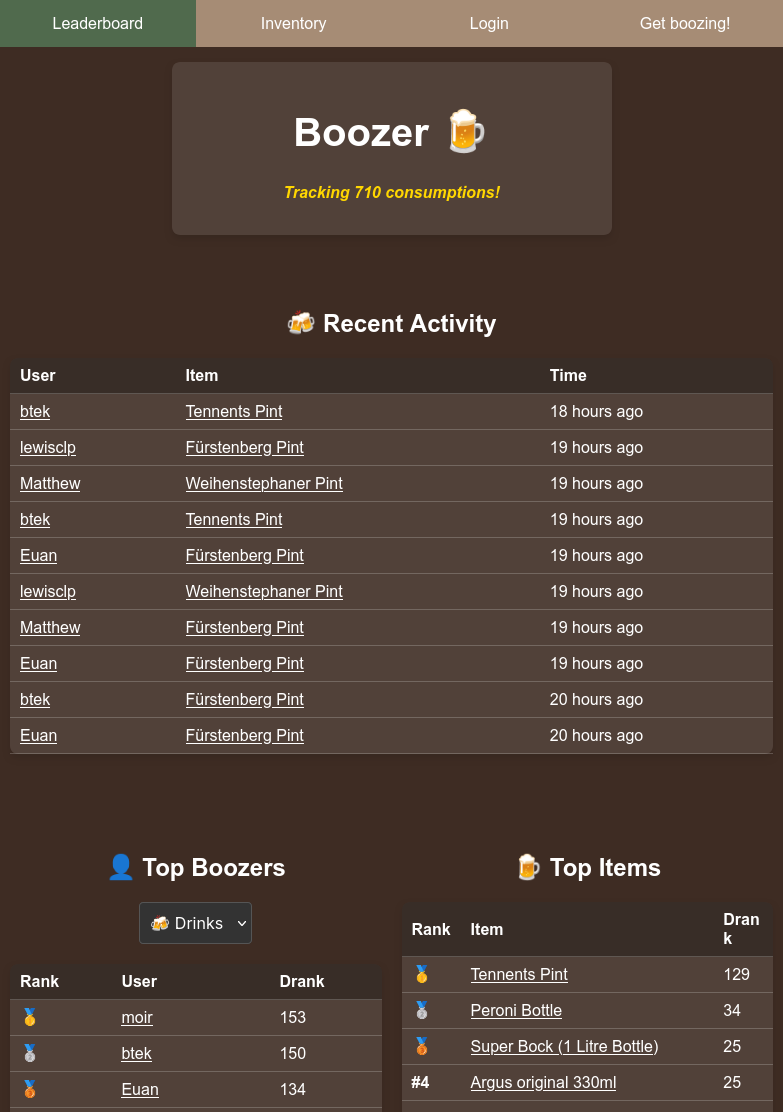 Leaderboard Inventory Login Get boozing!
Boozer 🍺
Tracking 710 consumptions!
🍻 Recent Activity
User Item Time
btek Tennents Pint 18 hours ago
lewisclp Fürstenberg Pint 19 hours ago
Matthew Weihenstephaner Pint 19 hours ago
btek Tennents Pint 19 hours ago
Euan Fürstenberg Pint 19 hours ago
lewisclp Weihenstephaner Pint 19 hours ago
Matthew Fürstenberg Pint 19 hours ago
Euan Fürstenberg Pint 19 hours ago
btek Fürstenberg Pint 20 hours ago
Euan Fürstenberg Pint 20 hours ago
👤 Top Boozers
🍻 Drinks
Rank User Drank
🥇 moir 153
🥈 btek 150
🥉 Euan 134
🍺 Top Items
Rank Item Dran
k
🥇 Tennents Pint 129
🥈 Peroni Bottle 34
🥉 Super Bock (1 Litre Bottle) 25
#4 Argus original 330ml 25